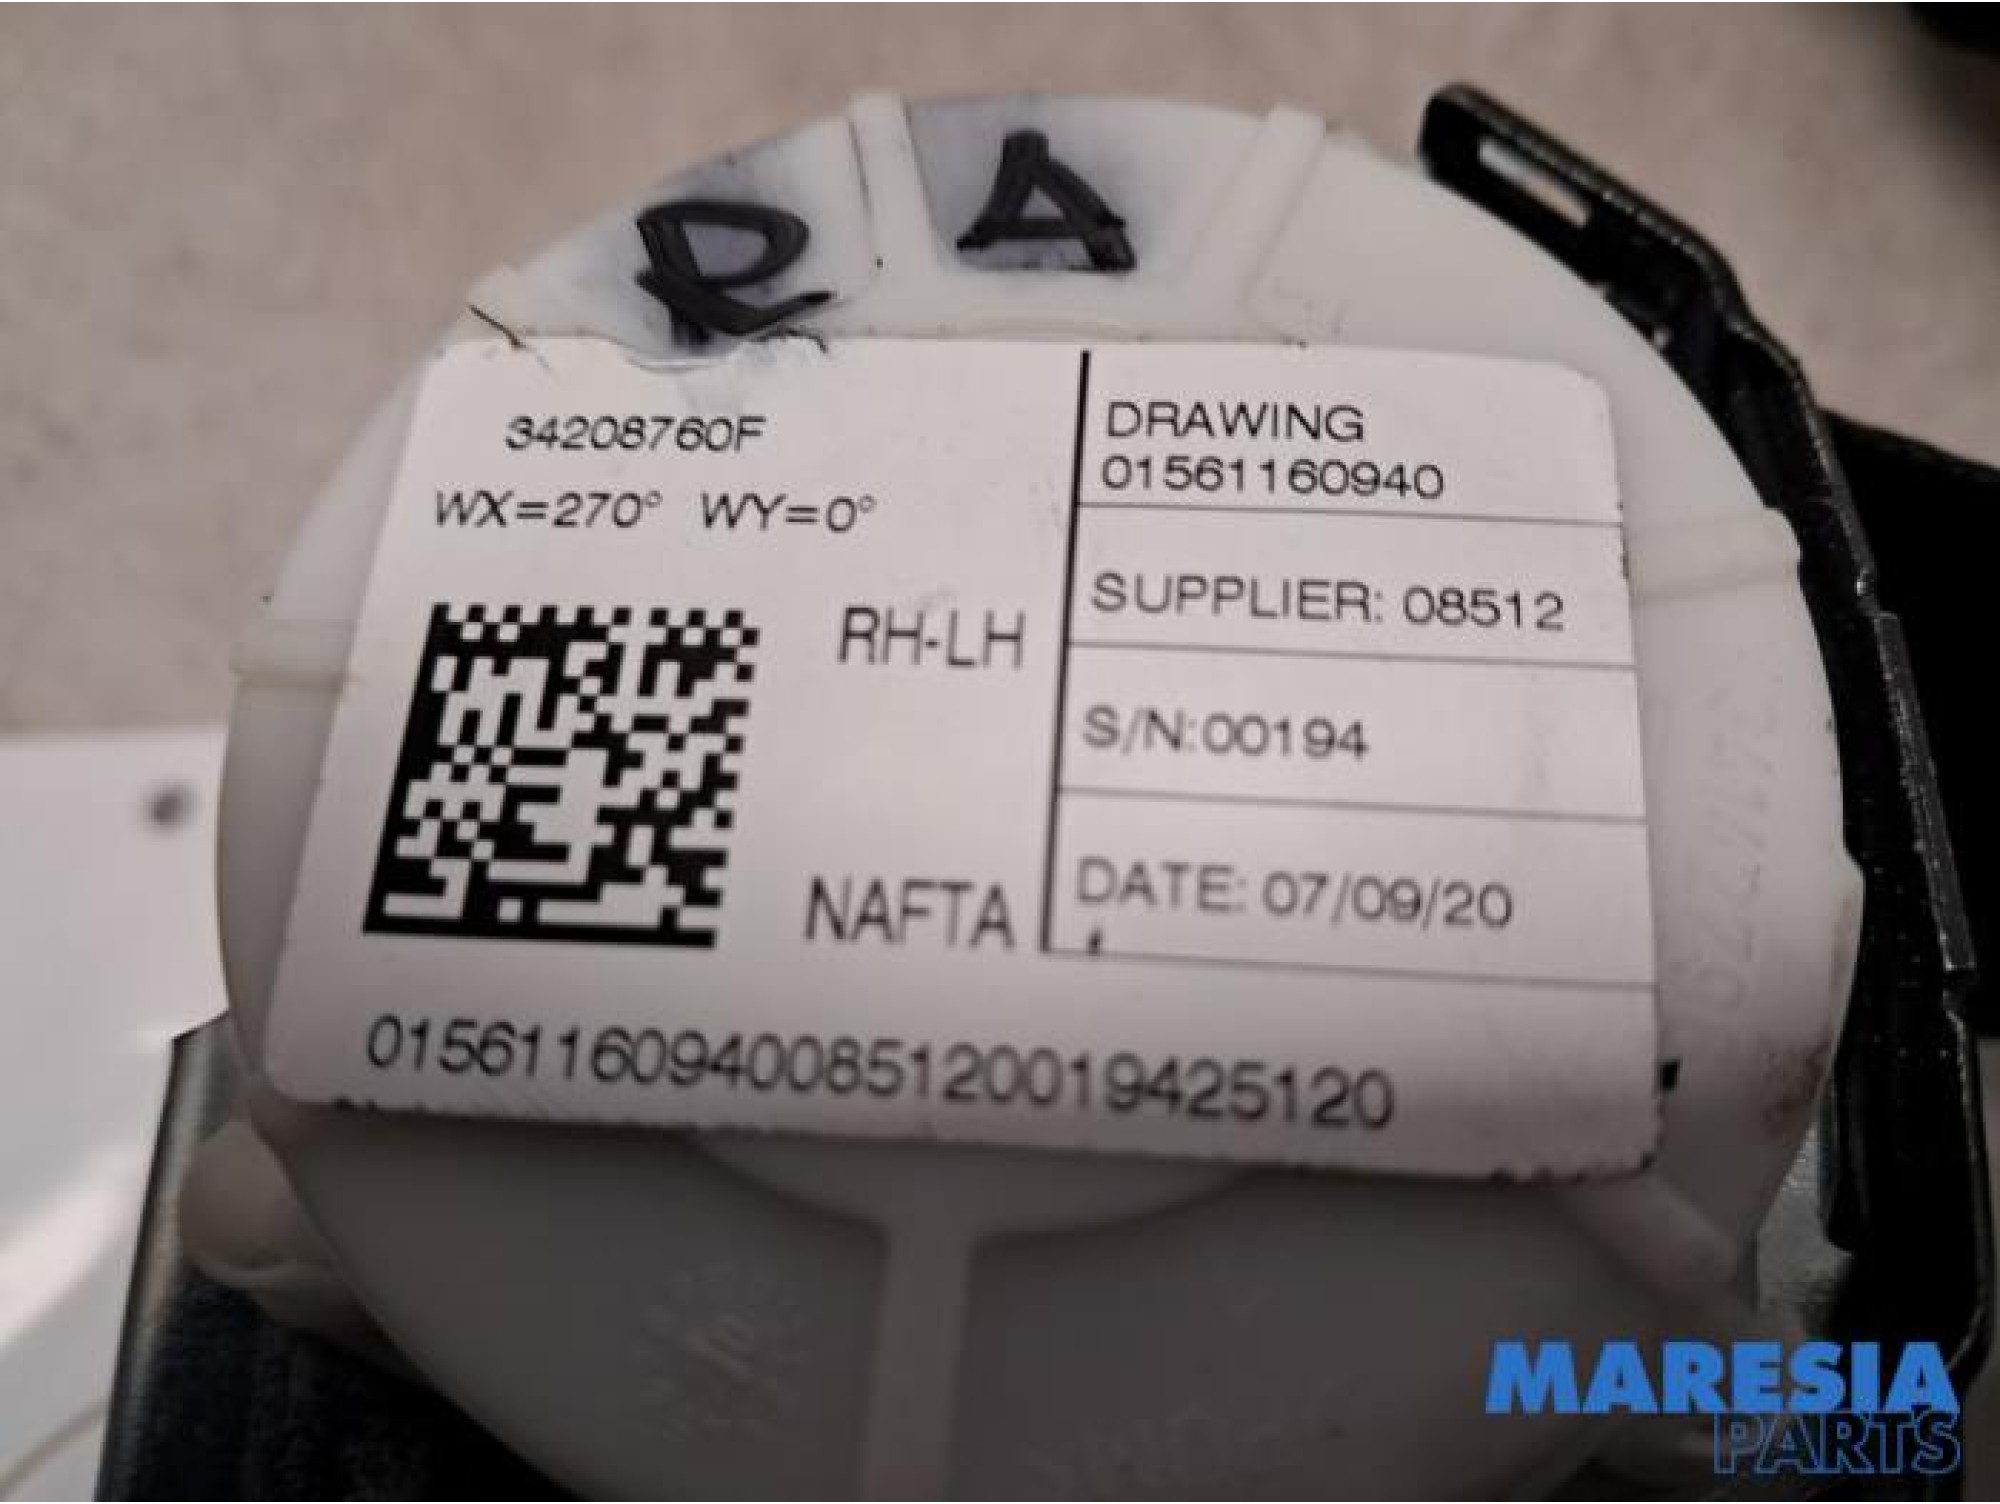 RA
34208760F
WX=270° WY=0°
RH-LH
NAFTA
DRAWING
01561160940
SUPPLIER: 08512
S/N:00194
DATE: 07/09/20
01561160940085120019425120
MARESIA
PARTS